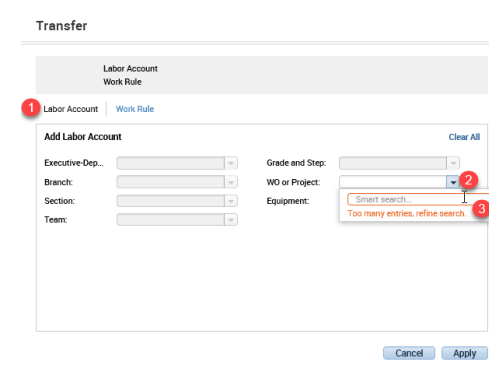 Transfer
Labor Account
Work Rule
1 Labor Account Work Rule
Add Labor Account Clear All
Executive-Dep... Grade and Step:
Branch: WO or Project: 2
Section: Equipment: Smart search...
Too many entries, refine search. 3
Team:
Cancel Apply